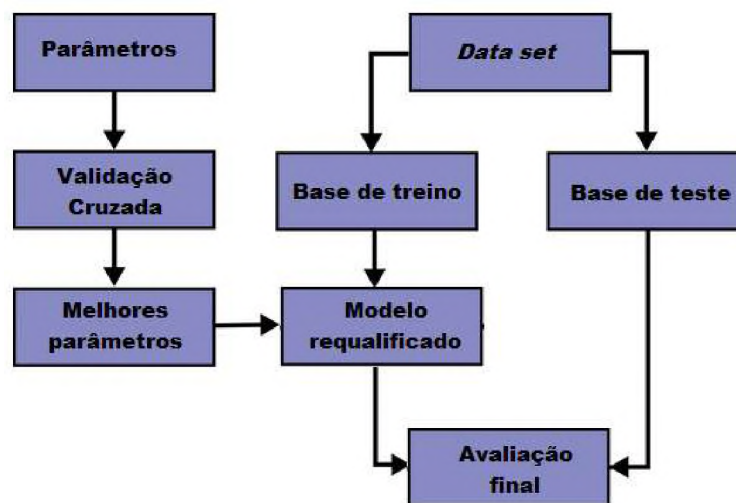 Parâmetros
Data set
Validação
Cruzada
Base de treino
Base de teste
Melhores
parâmetros
Modelo
requalificado
Avaliação
final